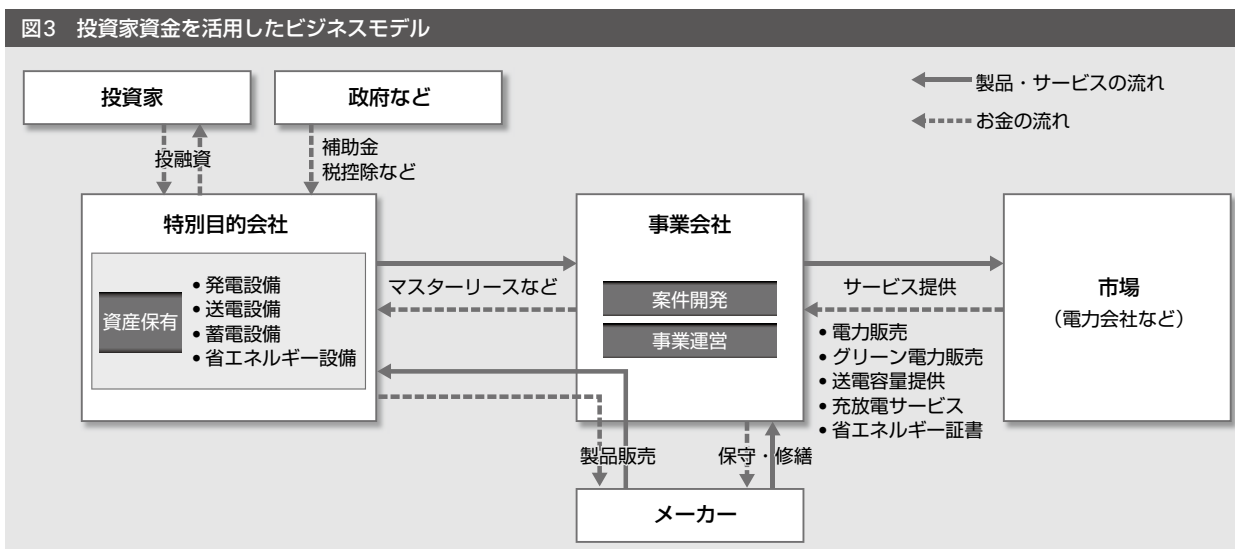 図3 投資家資金を活用したビジネスモデル
投資家
政府など
製品・サービスの流れ
お金の流れ
投融資
補助金
税控除など
特別目的会社
資産保有
•発電設備
•送電設備
•蓄電設備
•省エネルギー設備
マスターリースなど
事業会社
案件開発
事業運営
サービス提供
•電力販売
•グリーン電力販売
•送電容量提供
•充放電サービス
•省エネルギー証書
市場
（電力会社など）
製品販売
保守・修繕
メーカー